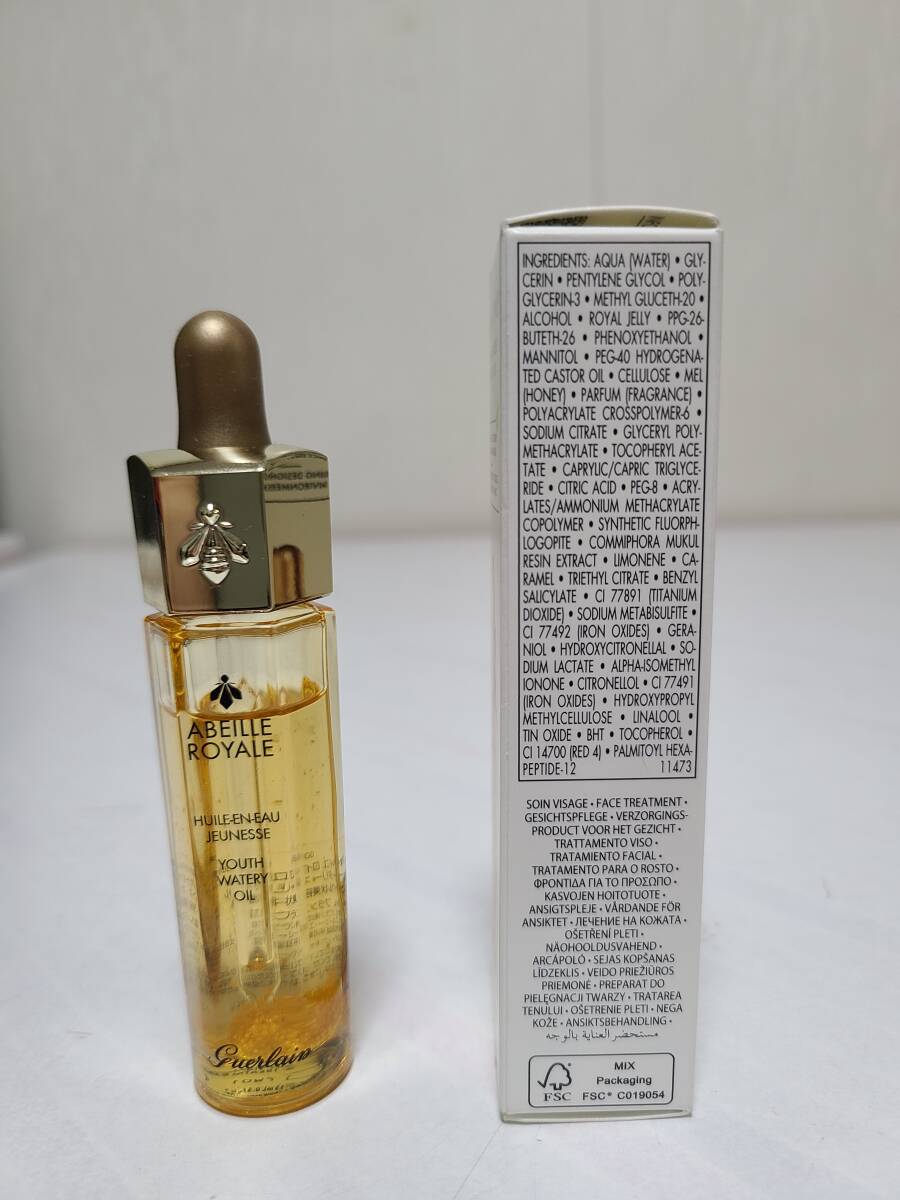 ABEILLE
ROYALE
HUILE-EN-EAU
JEUNESSE
YOUTH
WATERY
OIL
Guerlain
INGREDIENTS: AQUA (WATER) • GLY-
CERIN • PENTYLENE GLYCOL • POLY-
GLYCERIN-3 • METHYL GLUCETH-20 •
ALCOHOL • ROYAL JELLY • PPG-26-
BUTETH-26 • PHENOXYETHANOL •
MANNITOL • PEG-40 HYDROGENA-
TED CASTOR OIL • CELLULOSE • MEL
(HONEY) • PARFUM (FRAGRANCE) •
POLYACRYLATE CROSSPOLYMER-6 •
SODIUM CITRATE • GLYCERYL POLY-
METHACRYLATE • TOCOPHERYL ACE-
TATE • CAPRYLIC/CAPRIC TRIGLYCE-
RIDE • CITRIC ACID • PEG-8 • ACRY-
LATES/AMMONIUM METHACRYLATE
COPOLYMER • SYNTHETIC FLUORPH-
LOGOPITE • COMMIPHORA MUKUL
RESIN EXTRACT • LIMONENE • CA-
RAMEL • TRIETHYL CITRATE • BENZYL
SALICYLATE • CI 77891 (TITANIUM
DIOXIDE) • SODIUM METABISULFITE •
CI 77492 (IRON OXIDES) • GERA-
NIOL • HYDROXYCITRONELLAL • SO-
DIUM LACTATE • ALPHA-ISOMETHYL
IONONE • CITRONELLOL • CI 77491
(IRON OXIDES) • HYDROXYPROPYL
METHYLCELLULOSE • LINALOOL •
TIN OXIDE • BHT • TOCOPHEROL •
CI 14700 (RED 4) • PALMITOYL HEXA-
PEPTIDE-12 11473
SOIN VISAGE • FACE TREATMENT •
GESICHTSPFLEGE • VERZORGINGS-
PRODUCT VOOR HET GEZICHT •
TRATTAMENTO VISO •
TRATAMIENTO FACIAL •
TRATAMENTO PARA O ROSTO •
ΦΡΟΝΤΙΔΑ ΓΙΑ ΤΟ ΠΡΟΣΩΠΟ •
KASVOJEN HOITOTUOTE •
ANSIGTSPLEJE • VÅRDANDE FÖR
ANSIKTET • ЛЕЧЕНИЕ НА КОЖАТА •
OŠETŘENÍ PLETI •
NÄOHOOLDUSVAHEND •
ARCÁPOLÓ • SEJAS KOPŠANAS
LĪDZEKLIS • VEIDO PRIEŽIŪROS
PRIEMONĖ • PREPARAT DO
PIELĘGNACJI TWARZY • TRATAREA
TENULUI • OŠETRENIE PLETI • NEGA
KOŽE • ANSIKTSBEHANDLING •
مستحضر العناية بالوجه
FSC
MIX
Packaging
FSC® C019054